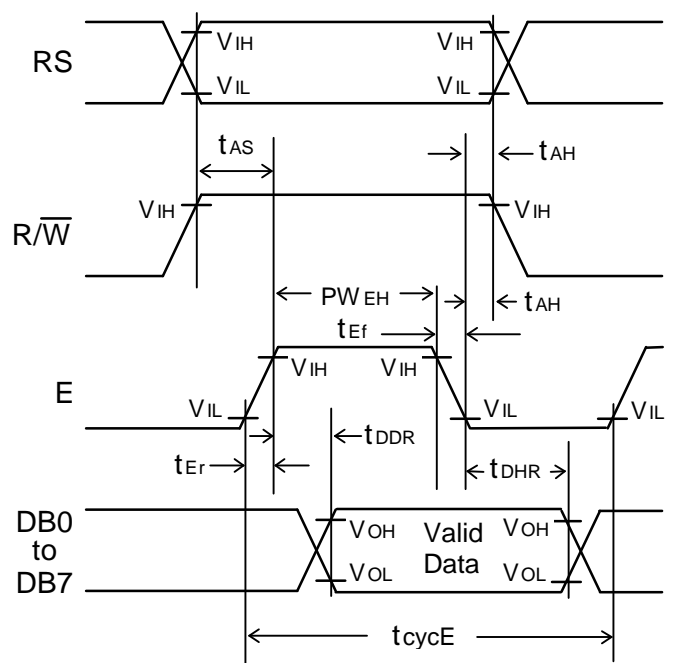 RS
VIH
VIH
VIL
VIL
tAS
tAH
R/W̅
VIH
VIH
PWEH
tAH
tEf
E
VIH
VIH
VIL
VIL
VIL
tDDR
tEr
tDHR
DB0
to
DB7
VOH
Valid
Data
VOH
VOL
VOL
tcycE